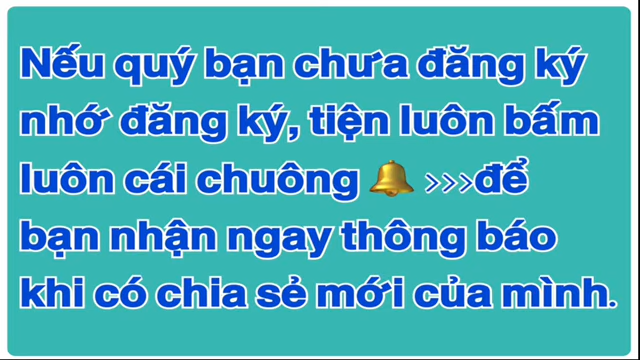 Nếu quý bạn chưa đăng ký
nhớ đăng ký, tiện luôn bấm
luôn cái chuông 🔔 >>>để
bạn nhận ngay thông báo
khi có chia sẻ mới của mình.